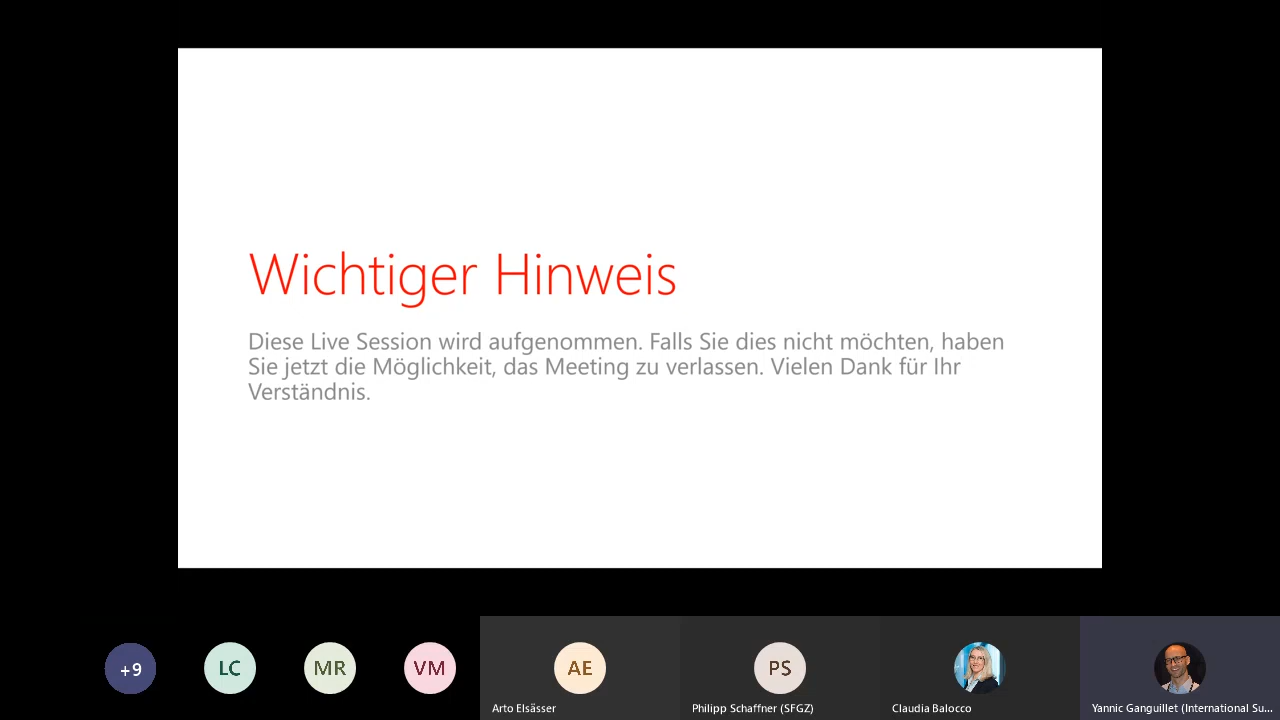 Wichtiger Hinweis
Diese Live Session wird aufgenommen. Falls Sie dies nicht möchten, haben
Sie jetzt die Möglichkeit, das Meeting zu verlassen. Vielen Dank für Ihr
Verständnis.
+9
LC
MR
VM
AE
PS
Arto Elsässer
Philipp Schaffner (SFGZ)
Claudia Balocco
Yannic Ganguillet (International Su...